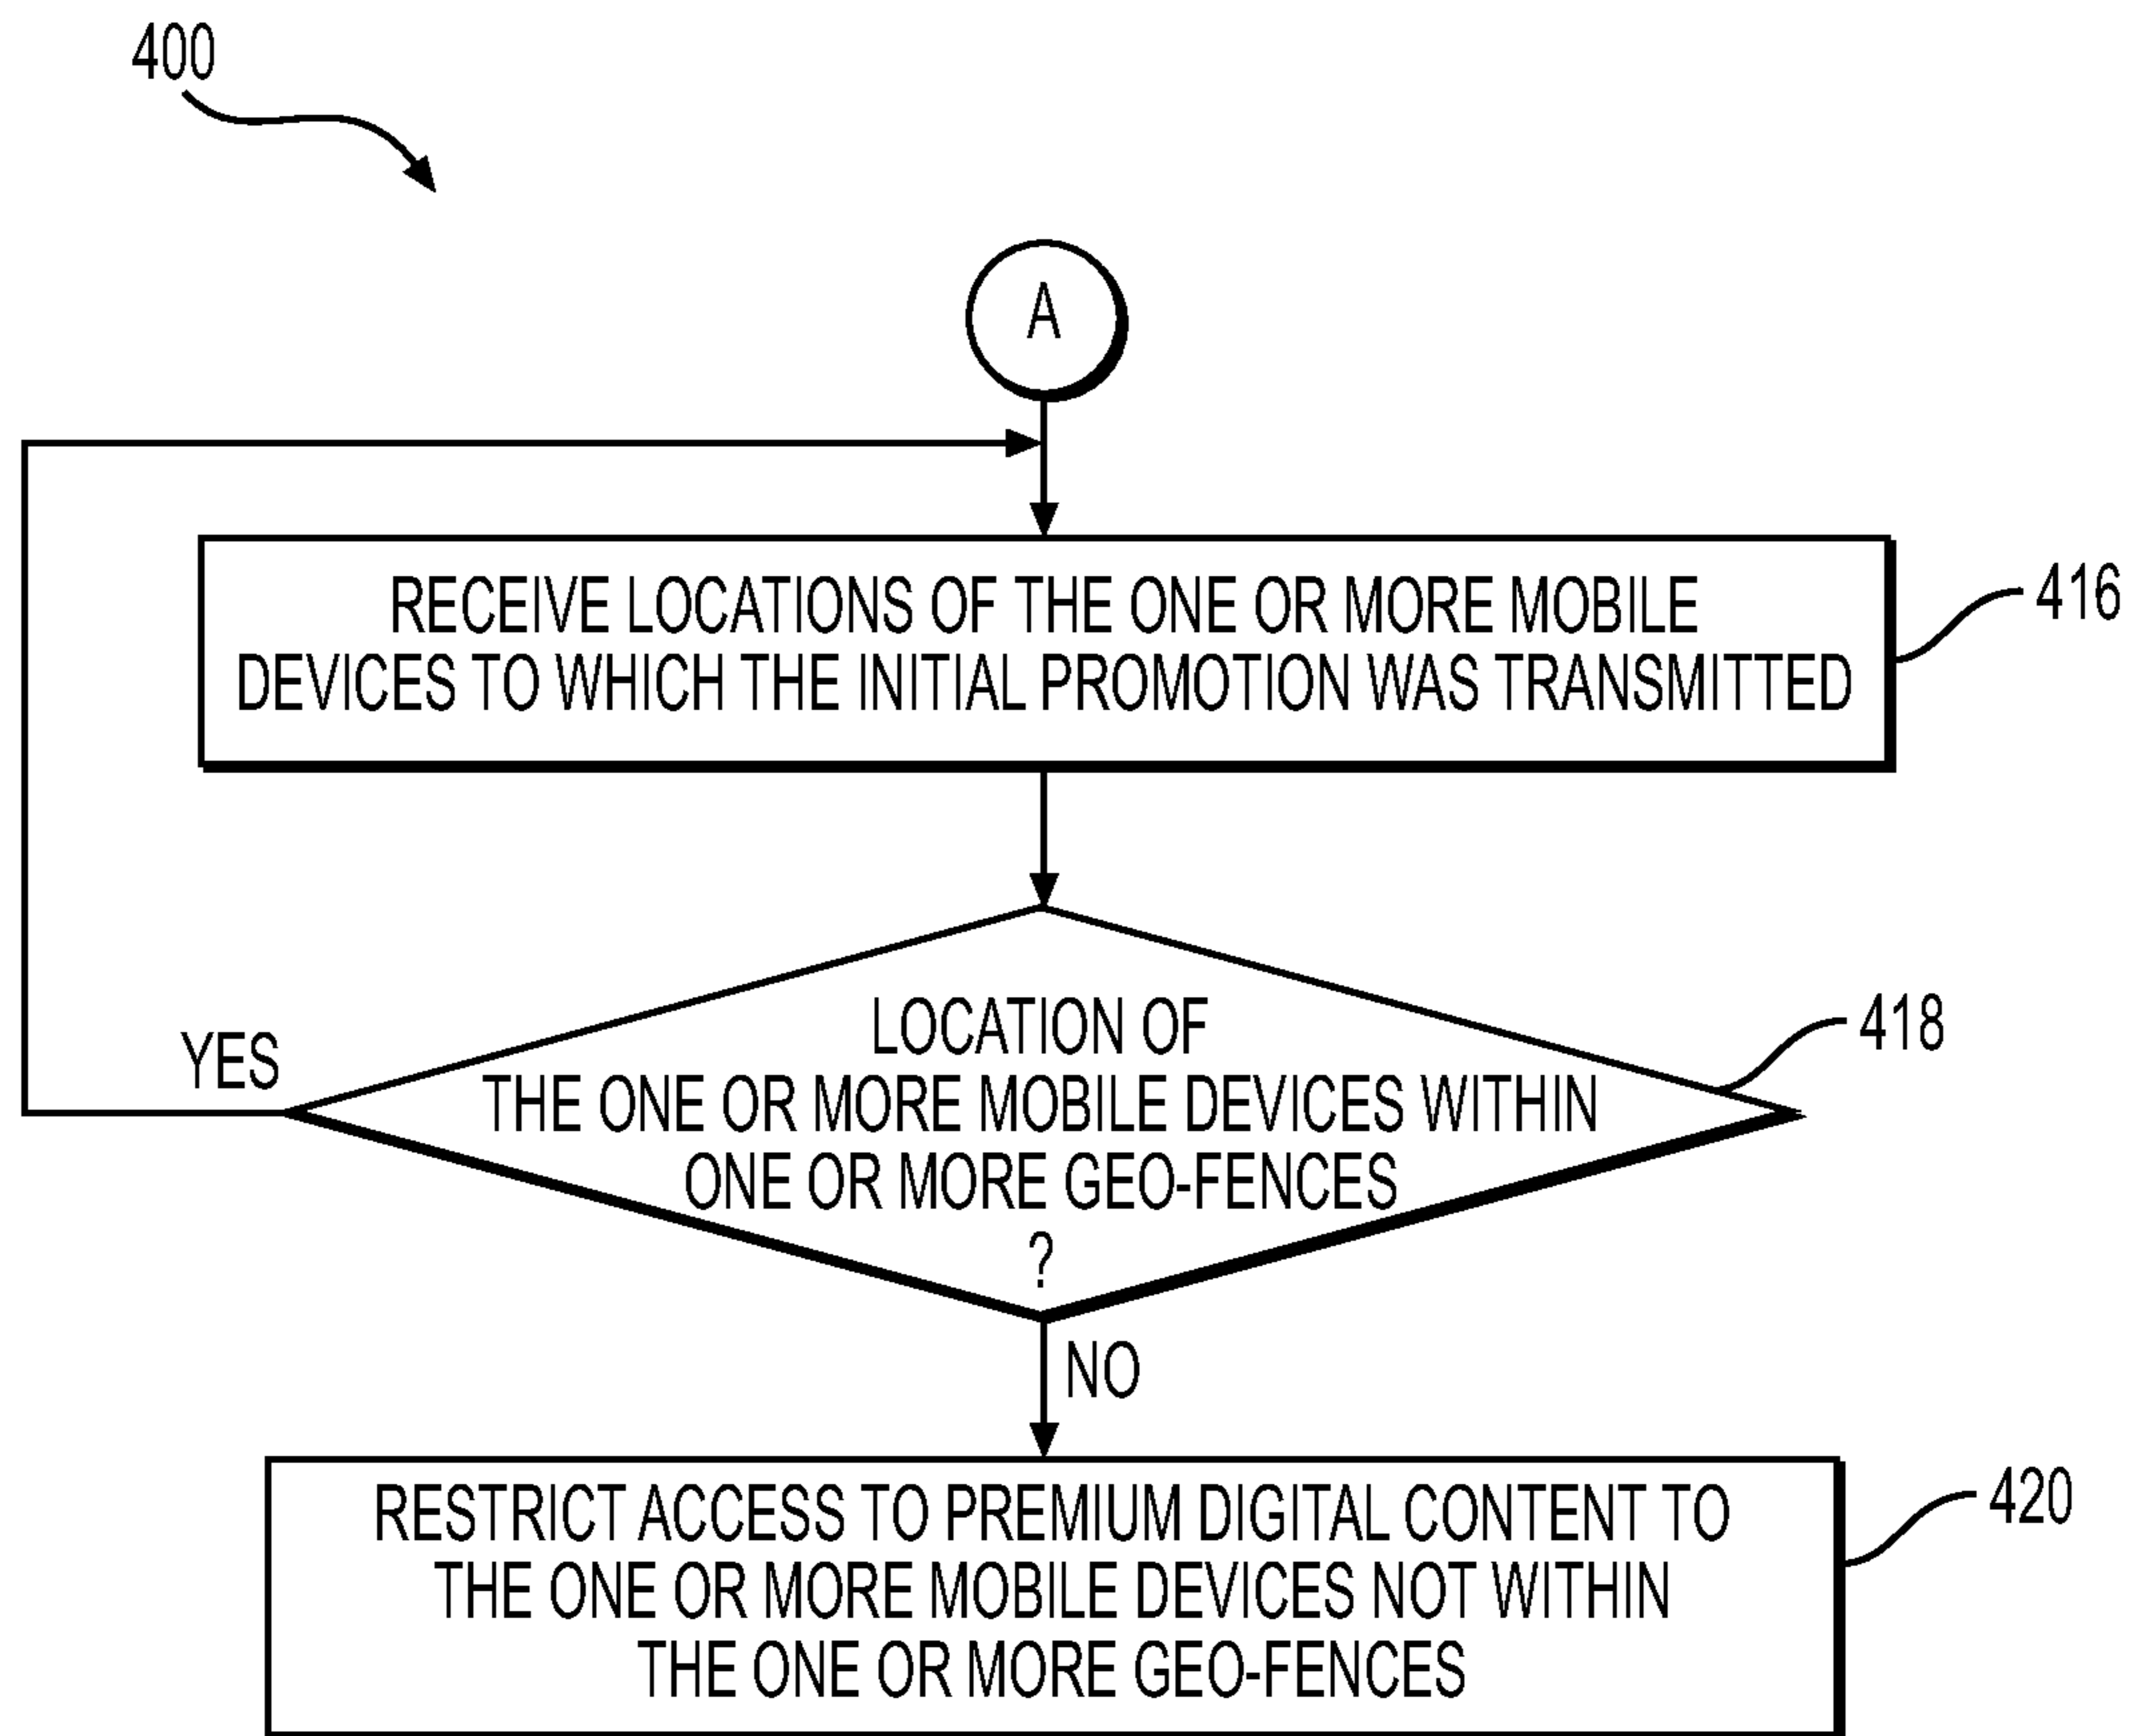 400
A
RECEIVE LOCATIONS OF THE ONE OR MORE MOBILE
DEVICES TO WHICH THE INITIAL PROMOTION WAS TRANSMITTED
416
LOCATION OF
THE ONE OR MORE MOBILE DEVICES WITHIN
ONE OR MORE GEO-FENCES
?
418
YES
NO
RESTRICT ACCESS TO PREMIUM DIGITAL CONTENT TO
THE ONE OR MORE MOBILE DEVICES NOT WITHIN
THE ONE OR MORE GEO-FENCES
420